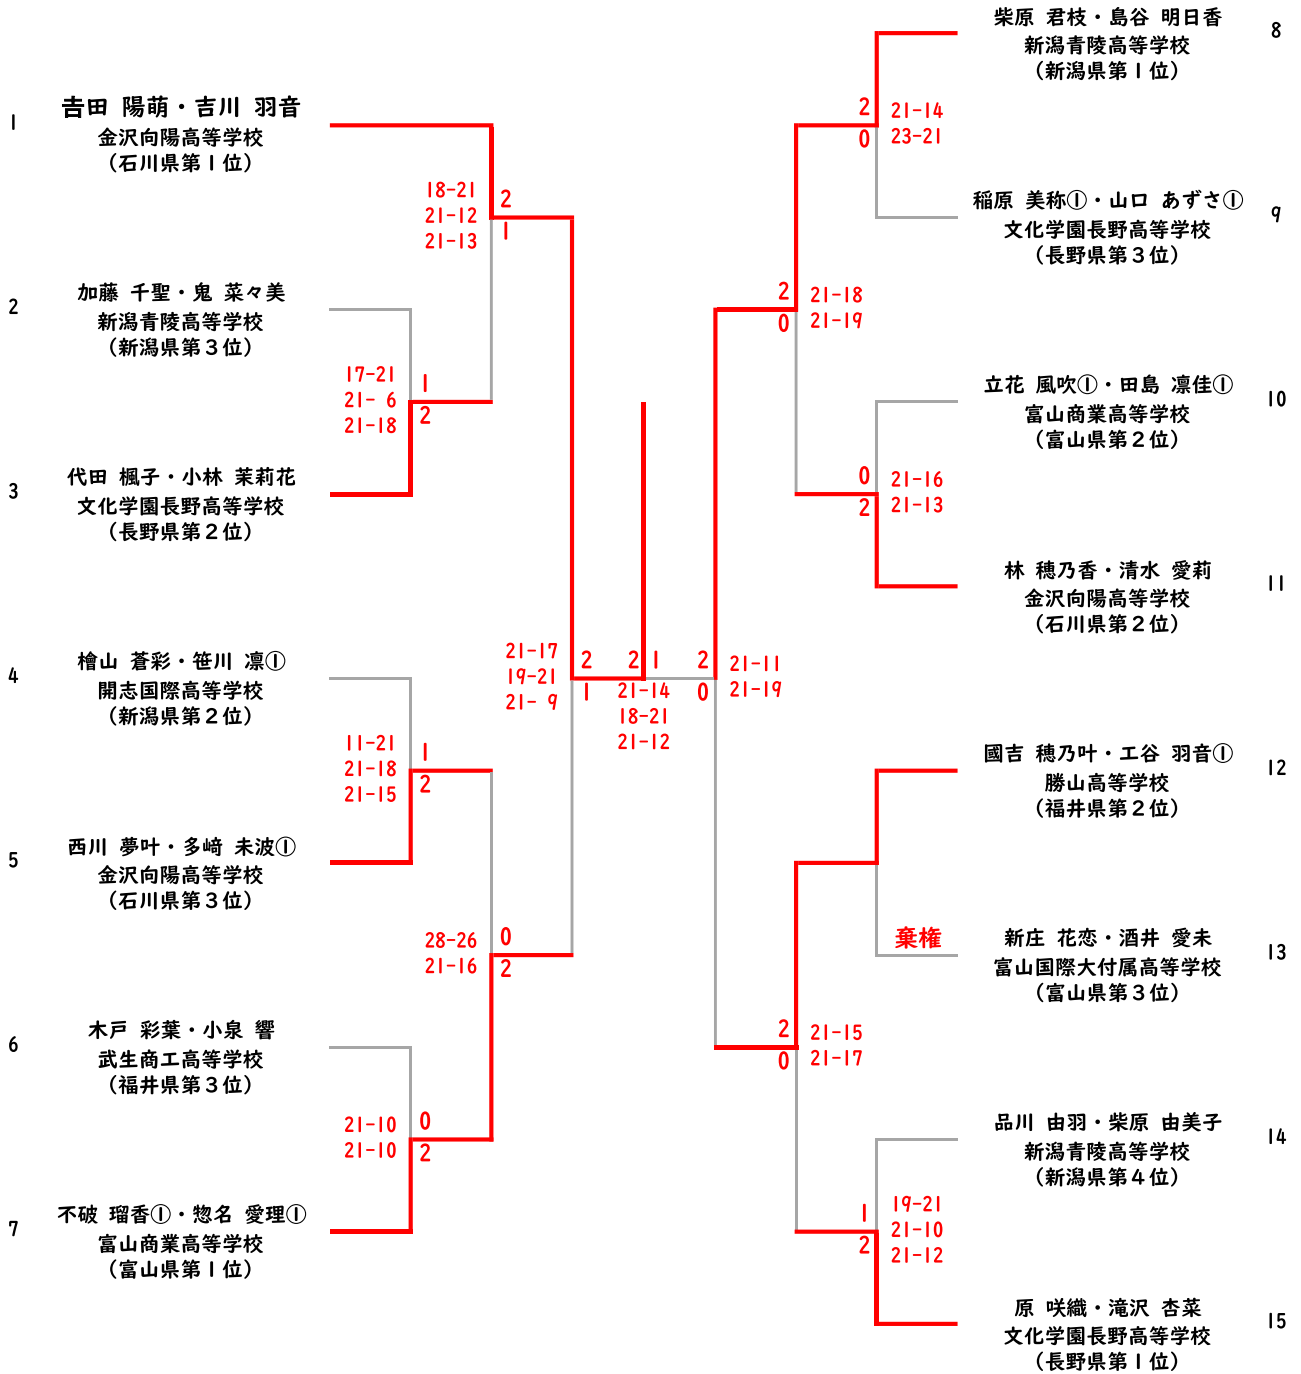 1
𠮷田 陽萌・吉川 羽音
金沢向陽高等学校
（石川県第１位）
18-21
21-12
21-13
2
1
2
加藤 千聖・鬼 菜々美
新潟青陵高等学校
（新潟県第３位）
17-21
21- 6
21-18
1
2
3
代田 楓子・小林 茉莉花
文化学園長野高等学校
（長野県第２位）
21-17
19-21
21- 9
2
1
4
檜山 蒼彩・笹川 凛①
開志国際高等学校
（新潟県第２位）
11-21
21-18
21-15
1
2
5
西川 夢叶・多﨑 未波①
金沢向陽高等学校
（石川県第３位）
28-26
21-16
0
2
6
木戸 彩葉・小泉 響
武生商工高等学校
（福井県第３位）
21-10
21-10
0
2
7
不破 瑠香①・惣名 愛理①
富山商業高等学校
（富山県第１位）
2
1
21-14
18-21
21-12
柴原 君枝・島谷 明日香
新潟青陵高等学校
（新潟県第１位）
8
2
0
21-14
23-21
稲原 美称①・山口 あずさ①
文化学園長野高等学校
（長野県第３位）
9
2
0
21-18
21-19
立花 風吹①・田島 凛佳①
富山商業高等学校
（富山県第２位）
10
0
2
21-16
21-13
林 穂乃香・清水 愛莉
金沢向陽高等学校
（石川県第２位）
11
2
0
21-11
21-19
國吉 穂乃叶・工谷 羽音①
勝山高等学校
（福井県第２位）
12
棄権
新庄 花恋・酒井 愛未
富山国際大付属高等学校
（富山県第３位）
13
2
0
21-15
21-17
品川 由羽・柴原 由美子
新潟青陵高等学校
（新潟県第４位）
14
1
2
19-21
21-10
21-12
原 咲織・滝沢 杏菜
文化学園長野高等学校
（長野県第１位）
15